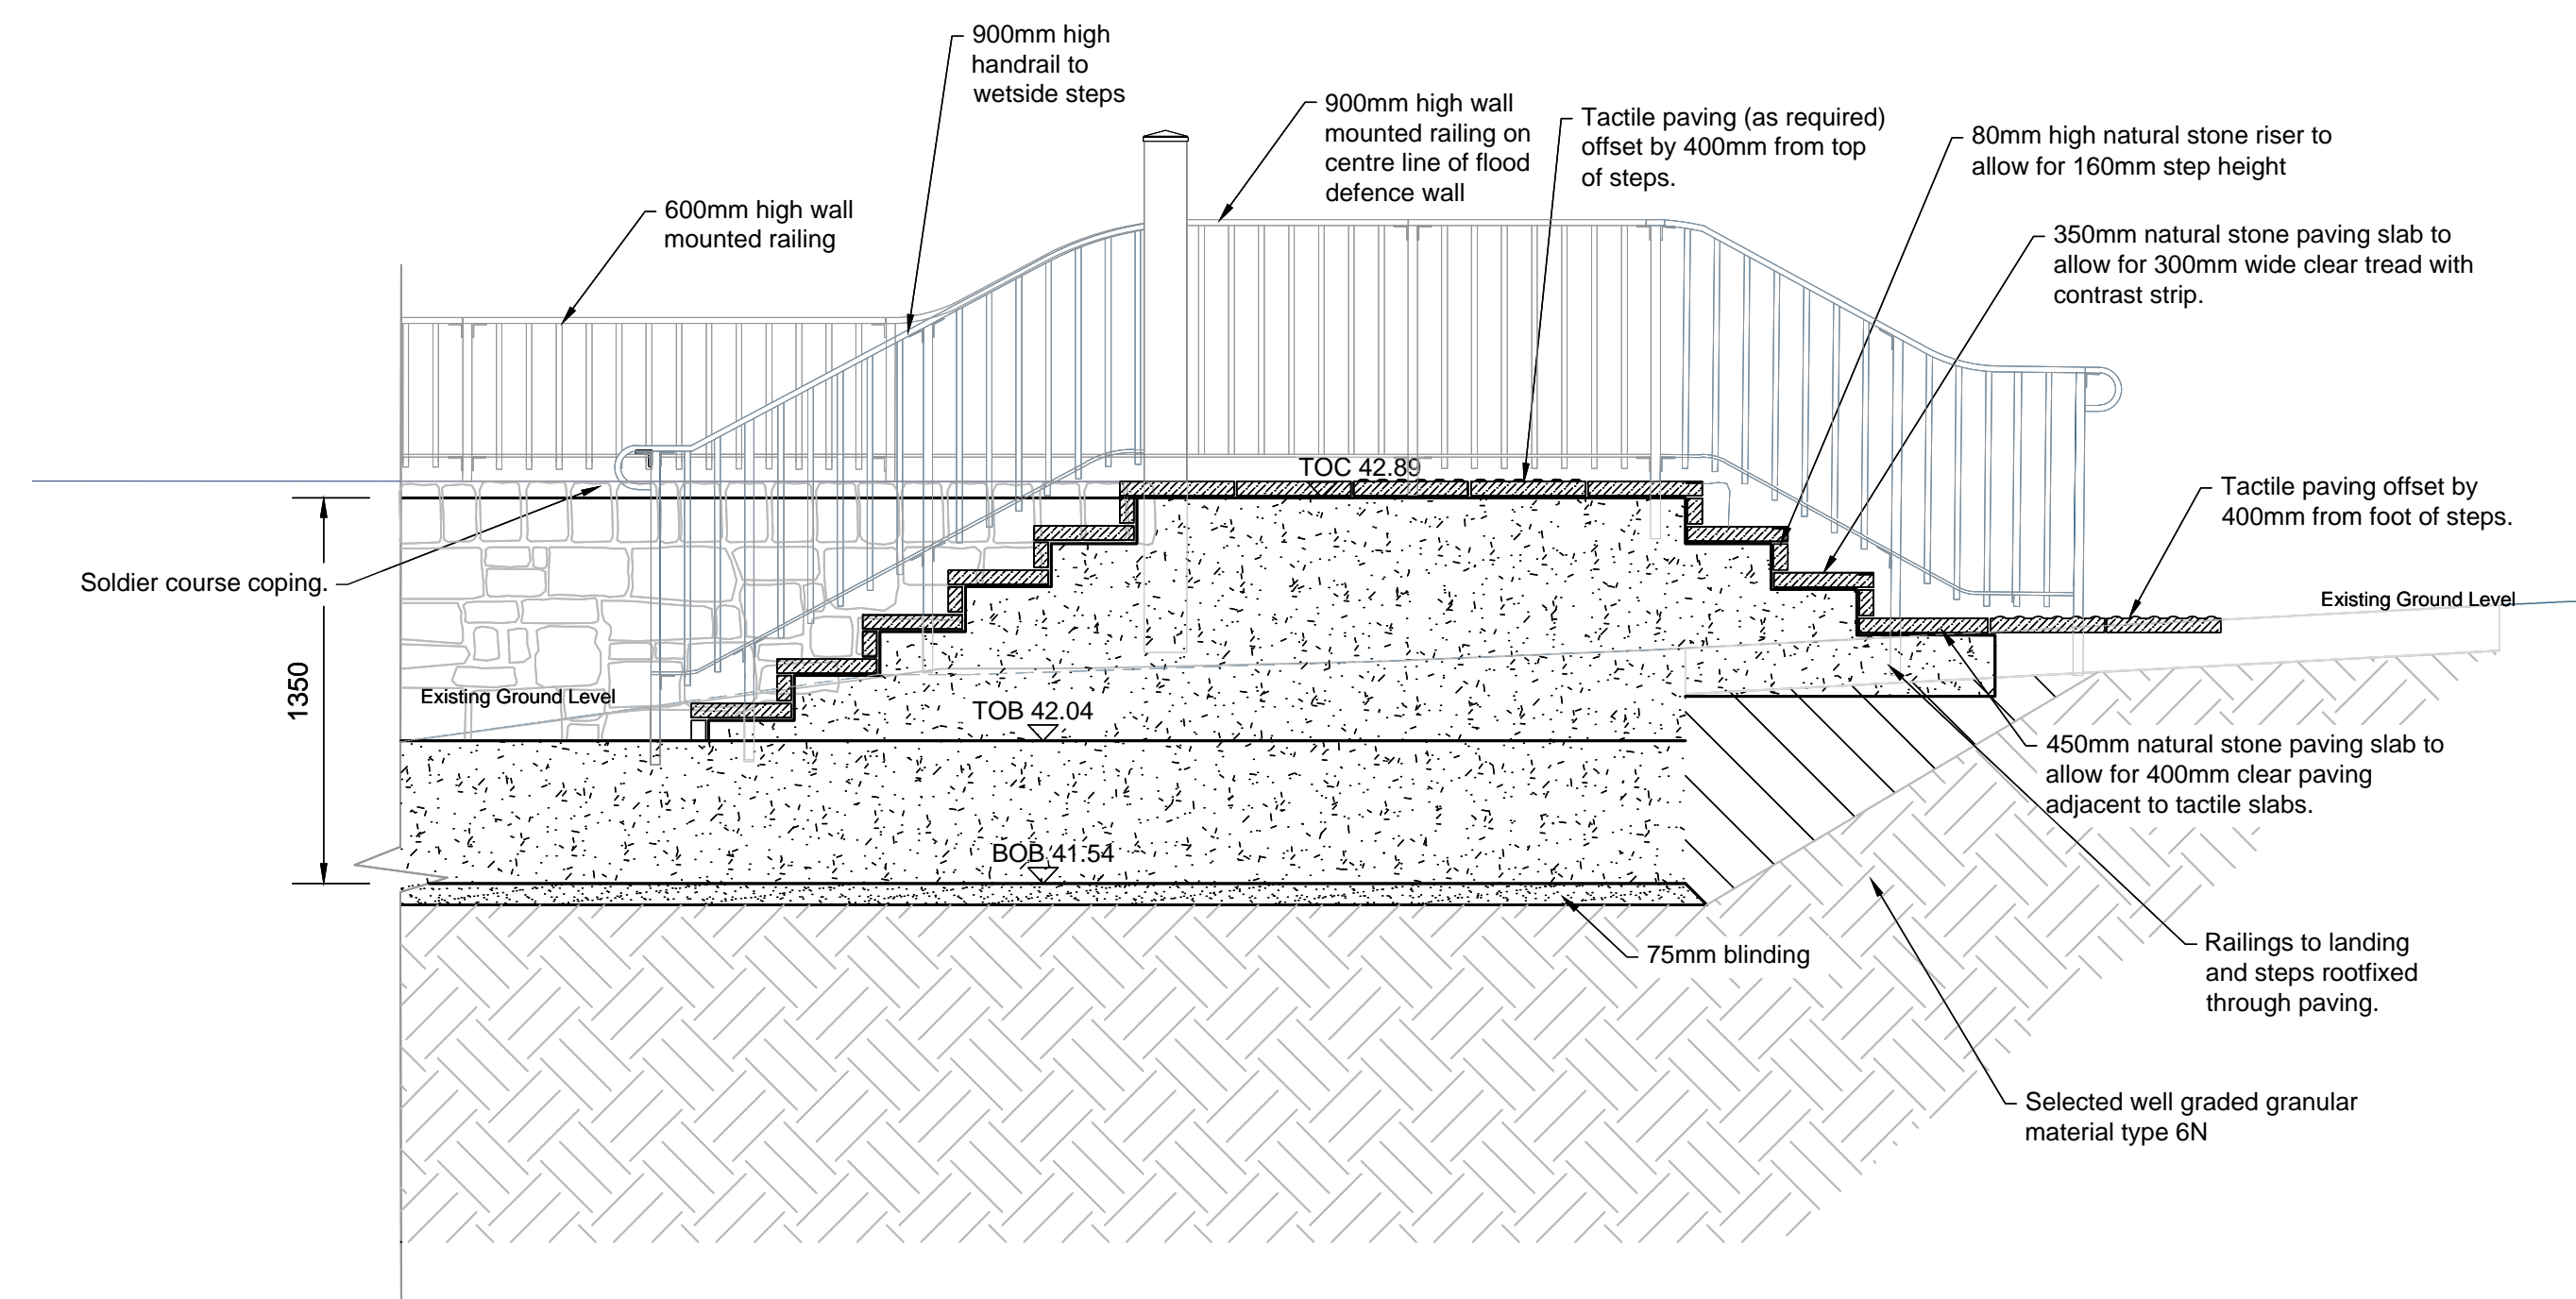 900mm high
handrail to
wetside steps
900mm high wall
mounted railing on
centre line of flood
defence wall
Tactile paving (as required)
offset by 400mm from top
of steps.
80mm high natural stone riser to
allow for 160mm step height
600mm high wall
mounted railing
350mm natural stone paving slab to
allow for 300mm wide clear tread with
contrast strip.
TOC 42.89
Tactile paving offset by
400mm from foot of steps.
Soldier course coping.
Existing Ground Level
1350
Existing Ground Level
TOB 42.04
450mm natural stone paving slab to
allow for 400mm clear paving
adjacent to tactile slabs.
BOB 41.54
75mm blinding
Railings to landing
and steps rootfixed
through paving.
Selected well graded granular
material type 6N